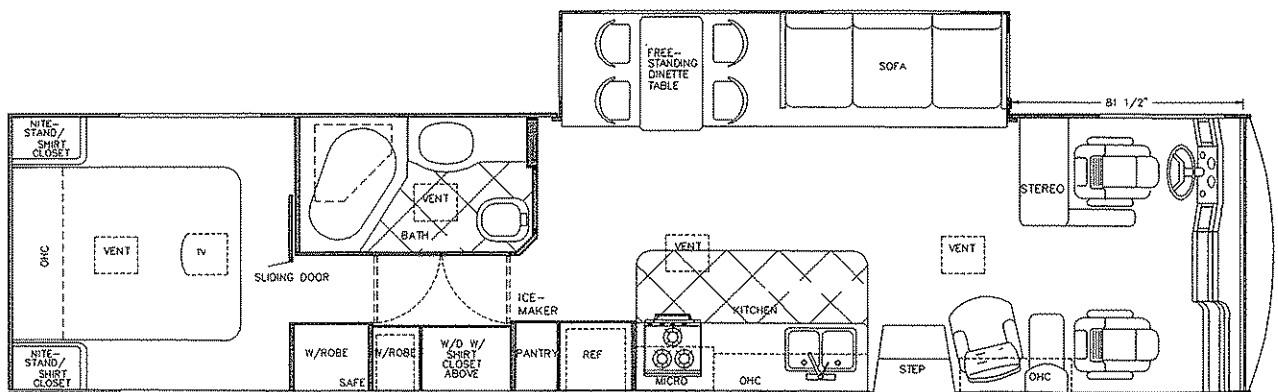 FREE-
STANDING
DINETTE
TABLE
SOFA
81 1/2"
NITE-
STAND/
SHIRT
CLOSET
VENT
BATH
STEREO
OHC
VENT
TV
SLIDING DOOR
VENT
VENT
ICE-
MAKER
KITCHEN
NITE-
STAND/
SHIRT
CLOSET
W/ROBE
SAFE
W/ROBE
W/D W/
SHIRT
CLOSET
ABOVE
PANTRY
REF
MICRO
OHC
STEP
OHC